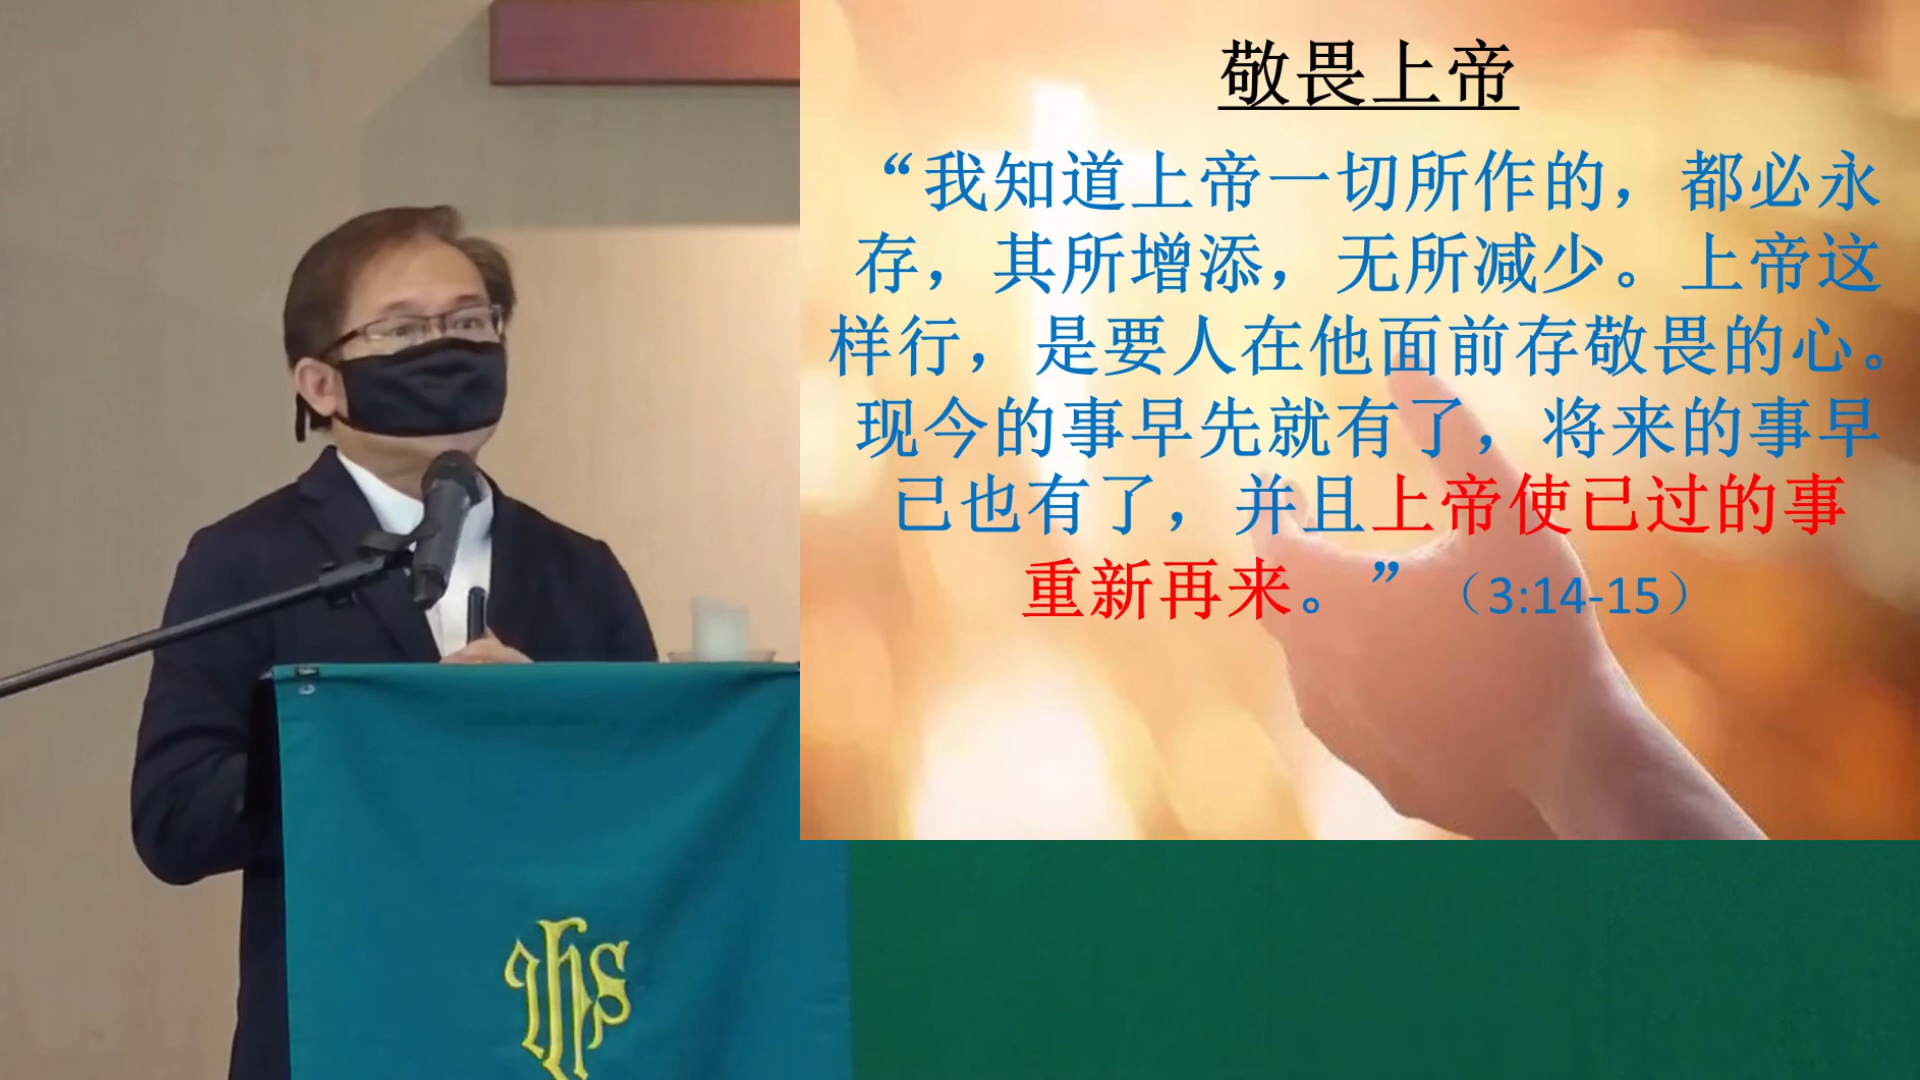 敬畏上帝
“我知道上帝一切所作的，都必永
存，其所增添，无所减少。上帝这
样行，是要人在他面前存敬畏的心。
现今的事早先就有了，将来的事早
已也有了，并且上帝使已过的事
重新再来。”（3:14-15）
ihs